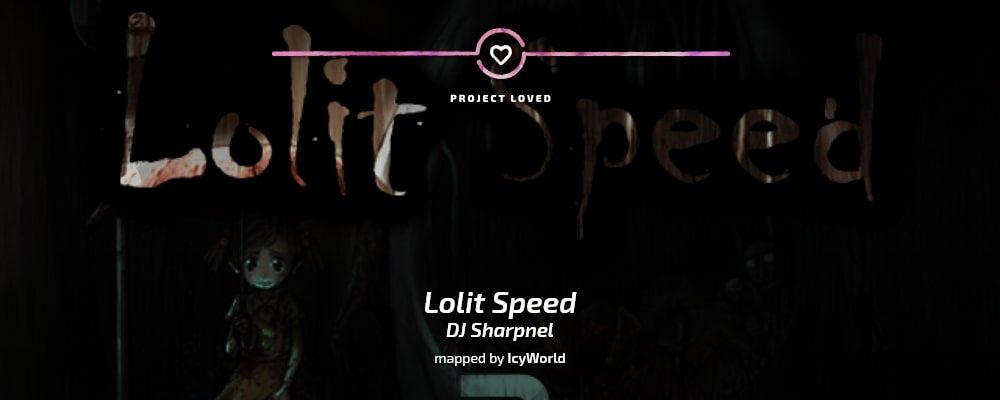 Lolit Speed
PROJECT LOVED
Lolit Speed
DJ Sharpnel
mapped by IcyWorld